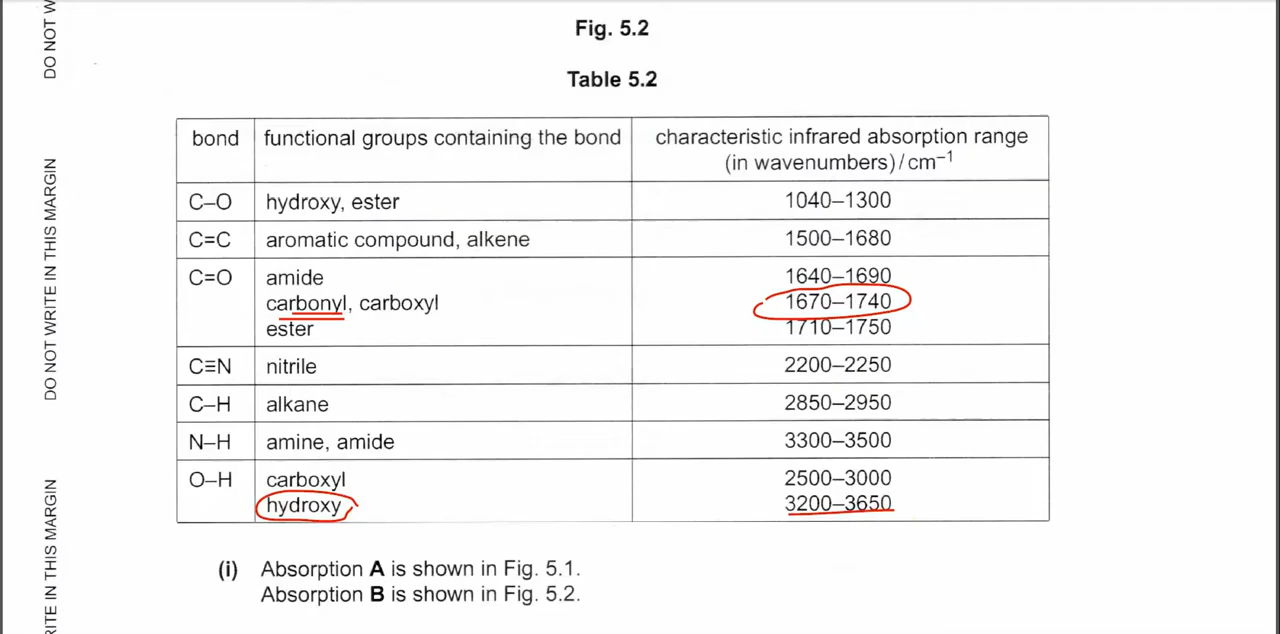 DO NOT W
DO NOT WRITE IN THIS MARGIN
RITE IN THIS MARGIN
Fig. 5.2
Table 5.2
bond functional groups containing the bond characteristic infrared absorption range
(in wavenumbers)/cm⁻¹
C–O hydroxy, ester 1040–1300
C=C aromatic compound, alkene 1500–1680
C=O amide 1640–1690
carbonyl, carboxyl 1670–1740
ester 1710–1750
C≡N nitrile 2200–2250
C–H alkane 2850–2950
N–H amine, amide 3300–3500
O–H carboxyl 2500–3000
hydroxy 3200–3650
(i) Absorption A is shown in Fig. 5.1.
Absorption B is shown in Fig. 5.2.